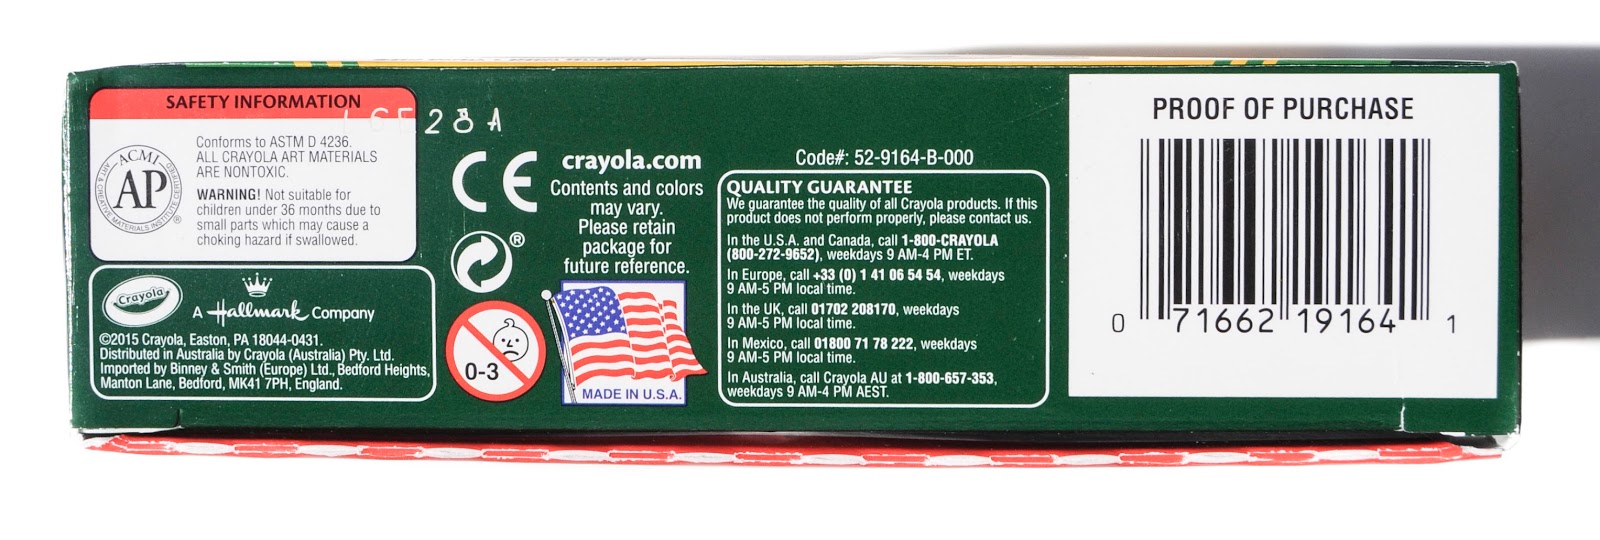 SAFETY INFORMATION
28A
ACMI
AP
ART & CREATIVE MATERIALS INSTITUTE CERTIFIED
®
Conforms to ASTM D 4236.
ALL CRAYOLA ART MATERIALS
ARE NONTOXIC.
WARNING! Not suitable for
children under 36 months due to
small parts which may cause a
choking hazard if swallowed.
Crayola
A Hallmark Company
©2015 Crayola, Easton, PA 18044-0431.
Distributed in Australia by Crayola (Australia) Pty. Ltd.
Imported by Binney & Smith (Europe) Ltd., Bedford Heights,
Manton Lane, Bedford, MK41 7PH, England.
CE
®
0-3
crayola.com
Contents and colors
may vary.
Please retain
package for
future reference.
MADE IN U.S.A.
Code#: 52-9164-B-000
QUALITY GUARANTEE
We guarantee the quality of all Crayola products. If this
product does not perform properly, please contact us.
In the U.S.A. and Canada, call 1-800-CRAYOLA
(800-272-9652), weekdays 9 AM-4 PM ET.
In Europe, call +33 (0) 1 41 06 54 54, weekdays
9 AM-5 PM local time.
In the UK, call 01702 208170, weekdays
9 AM-5 PM local time.
In Mexico, call 01800 71 78 222, weekdays
9 AM-5 PM local time.
In Australia, call Crayola AU at 1-800-657-353,
weekdays 9 AM-4 PM AEST.
PROOF OF PURCHASE
0 71662 19164 1